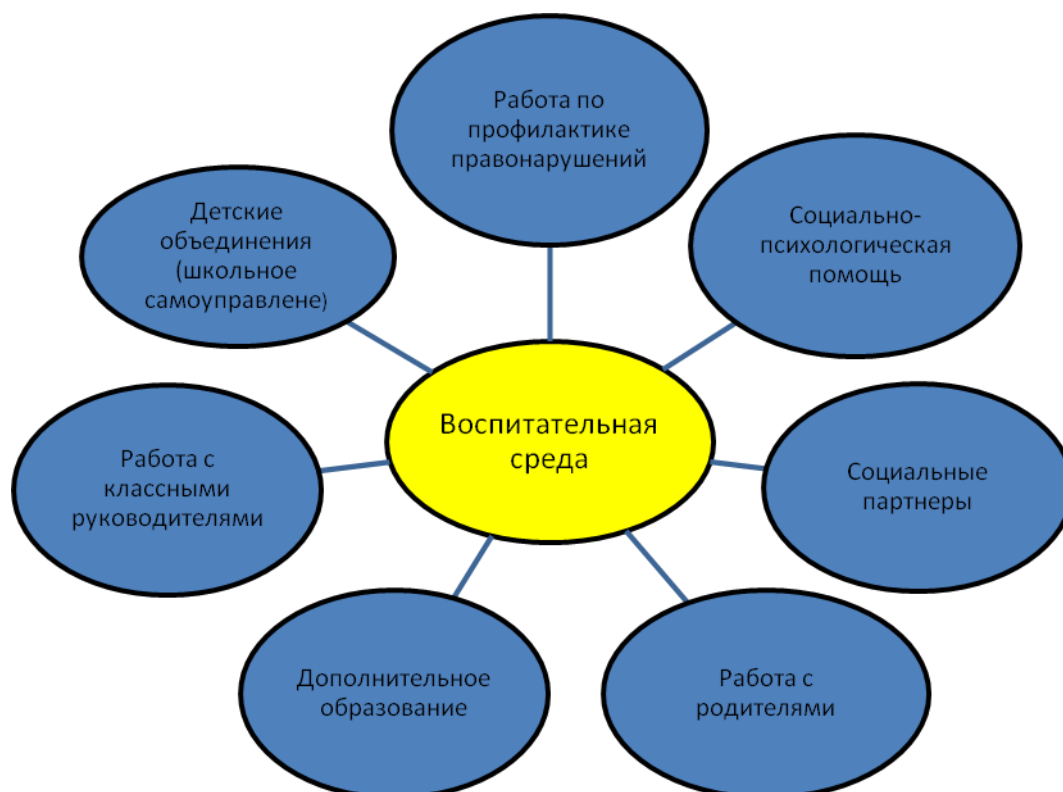 Работа по
профилактике
правонарушений
Социально-
психологическая
помощь
Детские
объединения
(школьное
самоуправлене)
Воспитательная
среда
Работа с
классными
руководителями
Социальные
партнеры
Дополнительное
образование
Работа с
родителями